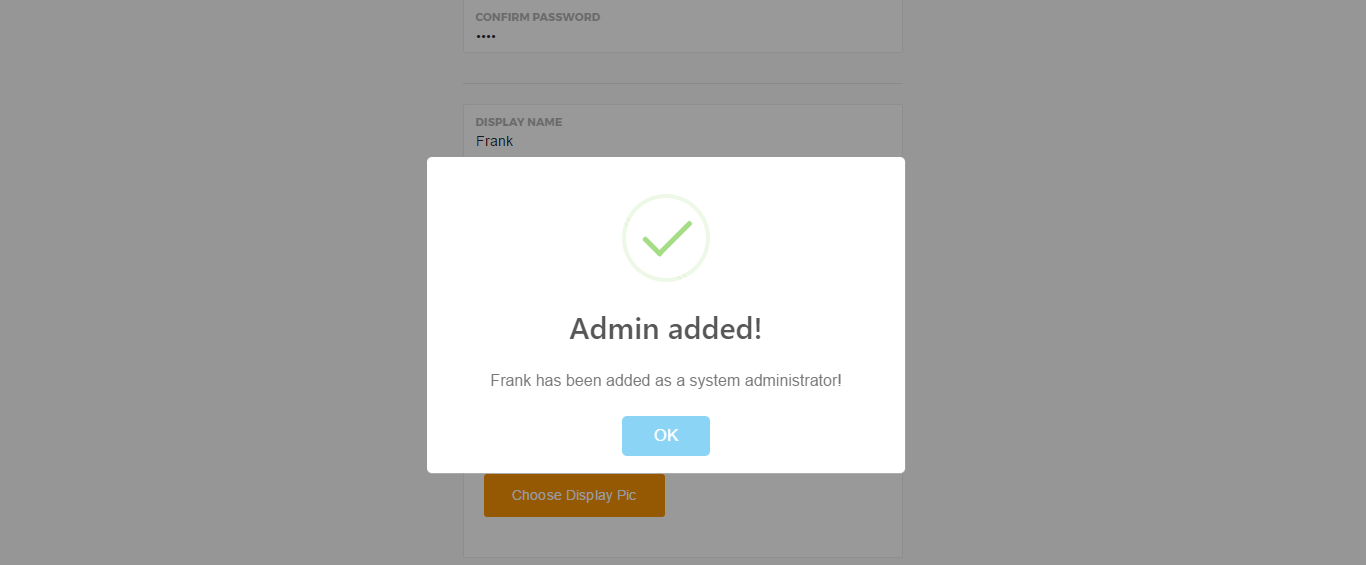 CONFIRM PASSWORD
••••
DISPLAY NAME
Frank
Admin added!
Frank has been added as a system administrator!
OK
Choose Display Pic